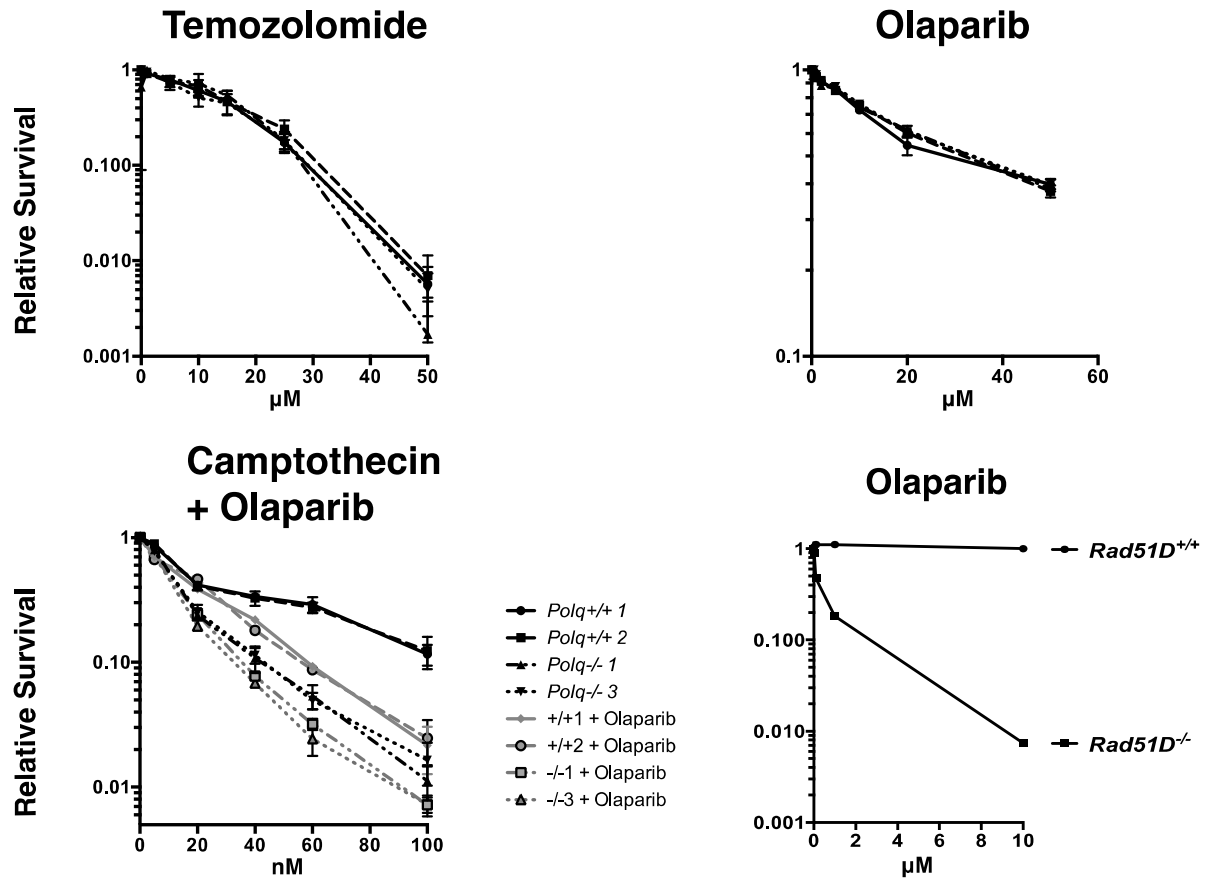 Temozolomide
Relative Survival
1
0.100
0.010
0.001
0 10 20 30 40 50
µM
Olaparib
1
0.1
0 20 40 60
µM
Camptothecin
+ Olaparib
Relative Survival
1
0.10
0.01
0 20 40 60 80 100
nM
Polq+/+ 1
Polq+/+ 2
Polq-/- 1
Polq-/- 3
+/+1 + Olaparib
+/+2 + Olaparib
-/-1 + Olaparib
-/-3 + Olaparib
Olaparib
1
0.100
0.010
0.001
0 2 4 6 8 10
µM
Rad51D+/+
Rad51D-/-